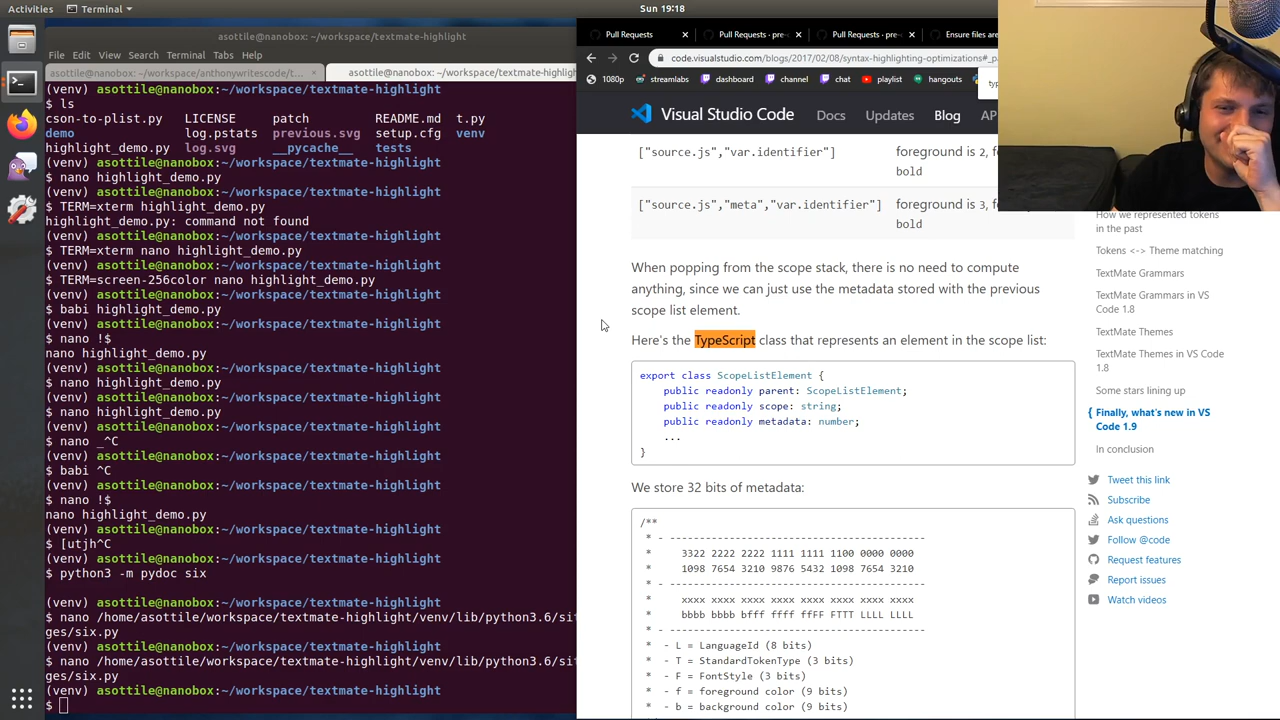 Activities
Terminal
Sun 19:18
asottile@nanobox: ~/workspace/textmate-highlight
File Edit View Search Terminal Tabs Help
asottile@nanobox: ~/workspace/anthonywritescode/t... ×
asottile@nanobox: ~/workspace/textmate-highlig
(venv) asottile@nanobox:~/workspace/textmate-highlight
$ ls
cson-to-plist.py LICENSE patch README.md t.py
demo log.pstats previous.svg setup.cfg venv
highlight_demo.py log.svg __pycache__ tests
(venv) asottile@nanobox:~/workspace/textmate-highlight
$ nano highlight_demo.py
(venv) asottile@nanobox:~/workspace/textmate-highlight
$ TERM=xterm highlight_demo.py
highlight_demo.py: command not found
(venv) asottile@nanobox:~/workspace/textmate-highlight
$ TERM=xterm nano highlight_demo.py
(venv) asottile@nanobox:~/workspace/textmate-highlight
$ TERM=screen-256color nano highlight_demo.py
(venv) asottile@nanobox:~/workspace/textmate-highlight
$ babi highlight_demo.py
(venv) asottile@nanobox:~/workspace/textmate-highlight
$ nano !$
nano highlight_demo.py
(venv) asottile@nanobox:~/workspace/textmate-highlight
$ nano highlight_demo.py
(venv) asottile@nanobox:~/workspace/textmate-highlight
$ nano highlight_demo.py
(venv) asottile@nanobox:~/workspace/textmate-highlight
$ nano _^C
(venv) asottile@nanobox:~/workspace/textmate-highlight
$ babi ^C
(venv) asottile@nanobox:~/workspace/textmate-highlight
$ nano !$
nano highlight_demo.py
(venv) asottile@nanobox:~/workspace/textmate-highlight
$ [utjh^C
(venv) asottile@nanobox:~/workspace/textmate-highlight
$ python3 -m pydoc six
(venv) asottile@nanobox:~/workspace/textmate-highlight
$ nano /home/asottile/workspace/textmate-highlight/venv/lib/python3.6/sit
ges/six.py
(venv) asottile@nanobox:~/workspace/textmate-highlight
$ nano /home/asottile/workspace/textmate-highlight/venv/lib/python3.6/sit
ges/six.py
(venv) asottile@nanobox:~/workspace/textmate-highlight
$
Pull Requests × Pull Requests · pre-c × Pull Requests · pre-c × Ensure files are
code.visualstudio.com/blogs/2017/02/08/syntax-highlighting-optimizations#_p
1080p streamlabs dashboard channel chat playlist hangouts
typ
Visual Studio Code Docs Updates Blog AP
["source.js","var.identifier"] foreground is 2, fo
bold
["source.js","meta","var.identifier"] foreground is 3, fo
bold
When popping from the scope stack, there is no need to compute
anything, since we can just use the metadata stored with the previous
scope list element.
Here's the TypeScript class that represents an element in the scope list:
export class ScopeListElement {
public readonly parent: ScopeListElement;
public readonly scope: string;
public readonly metadata: number;
...
}
We store 32 bits of metadata:
/**
* - -------------------------------------------
* 3322 2222 2222 1111 1111 1100 0000 0000
* 1098 7654 3210 9876 5432 1098 7654 3210
* - -------------------------------------------
* xxxx xxxx xxxx xxxx xxxx xxxx xxxx xxxx
* bbbb bbbb bfff ffff ffFF FTTT LLLL LLLL
* - -------------------------------------------
* - L = LanguageId (8 bits)
* - T = StandardTokenType (3 bits)
* - F = FontStyle (3 bits)
* - f = foreground color (9 bits)
* - b = background color (9 bits)
How we represented tokens
in the past
Tokens <-> Theme matching
TextMate Grammars
TextMate Grammars in VS
Code 1.8
TextMate Themes
TextMate Themes in VS Code
1.8
Some stars lining up
{ Finally, what's new in VS
Code 1.9
In conclusion
Tweet this link
Subscribe
Ask questions
Follow @code
Request features
Report issues
Watch videos